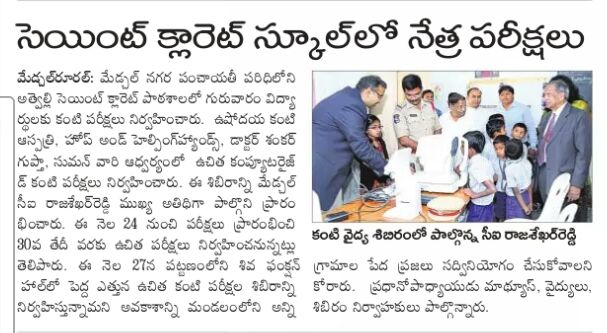 సెయింట్ క్లారెట్ స్కూల్‌లో నేత్ర పరీక్షలు
మేడ్చల్‌రూరల్: మేడ్చల్ నగర పంచాయతీ పరిధిలోని
అత్వెల్లి సెయింట్ క్లారెట్ పాఠశాలలో గురువారం విద్యా
ర్థులకు కంటి పరీక్షలు నిర్వహించారు. ఉషోదయ కంటి
ఆస్పత్రి, హోప్ అండ్ హెల్పింగ్‌హ్యాండ్స్, డాక్టర్ శంకర్
గుప్తా, సుమన్ వారి ఆధ్వర్యంలో ఉచిత కంప్యూటరైజ్
డ్ కంటి పరీక్షలు నిర్వహించారు. ఈ శిబిరాన్ని మేడ్చల్
సీఐ రాజశేఖర్‌రెడ్డి ముఖ్య అతిథిగా పాల్గొని ప్రారం
భించారు. ఈ నెల 24 నుంచి పరీక్షలు ప్రారంభించి
30వ తేదీ వరకు ఉచిత పరీక్షలు నిర్వహించనున్నట్లు
తెలిపారు. ఈ నెల 27న పట్టణంలోని శివ ఫంక్షన్
హాల్‌లో పెద్ద ఎత్తున ఉచిత కంటి పరీక్షల శిబిరాన్ని
నిర్వహిస్తున్నామని అవకాశాన్ని మండలంలోని అన్ని
కంటి వైద్య శిబిరంలో పాల్గొన్న సీఐ రాజశేఖర్‌రెడ్డి
గ్రామాల పేద ప్రజలు సద్వినియోగం చేసుకోవాలని
కోరారు. ప్రధానోపాధ్యాయుడు మాథ్యూస్, వైద్యులు,
శిబిరం నిర్వాహకులు పాల్గొన్నారు.